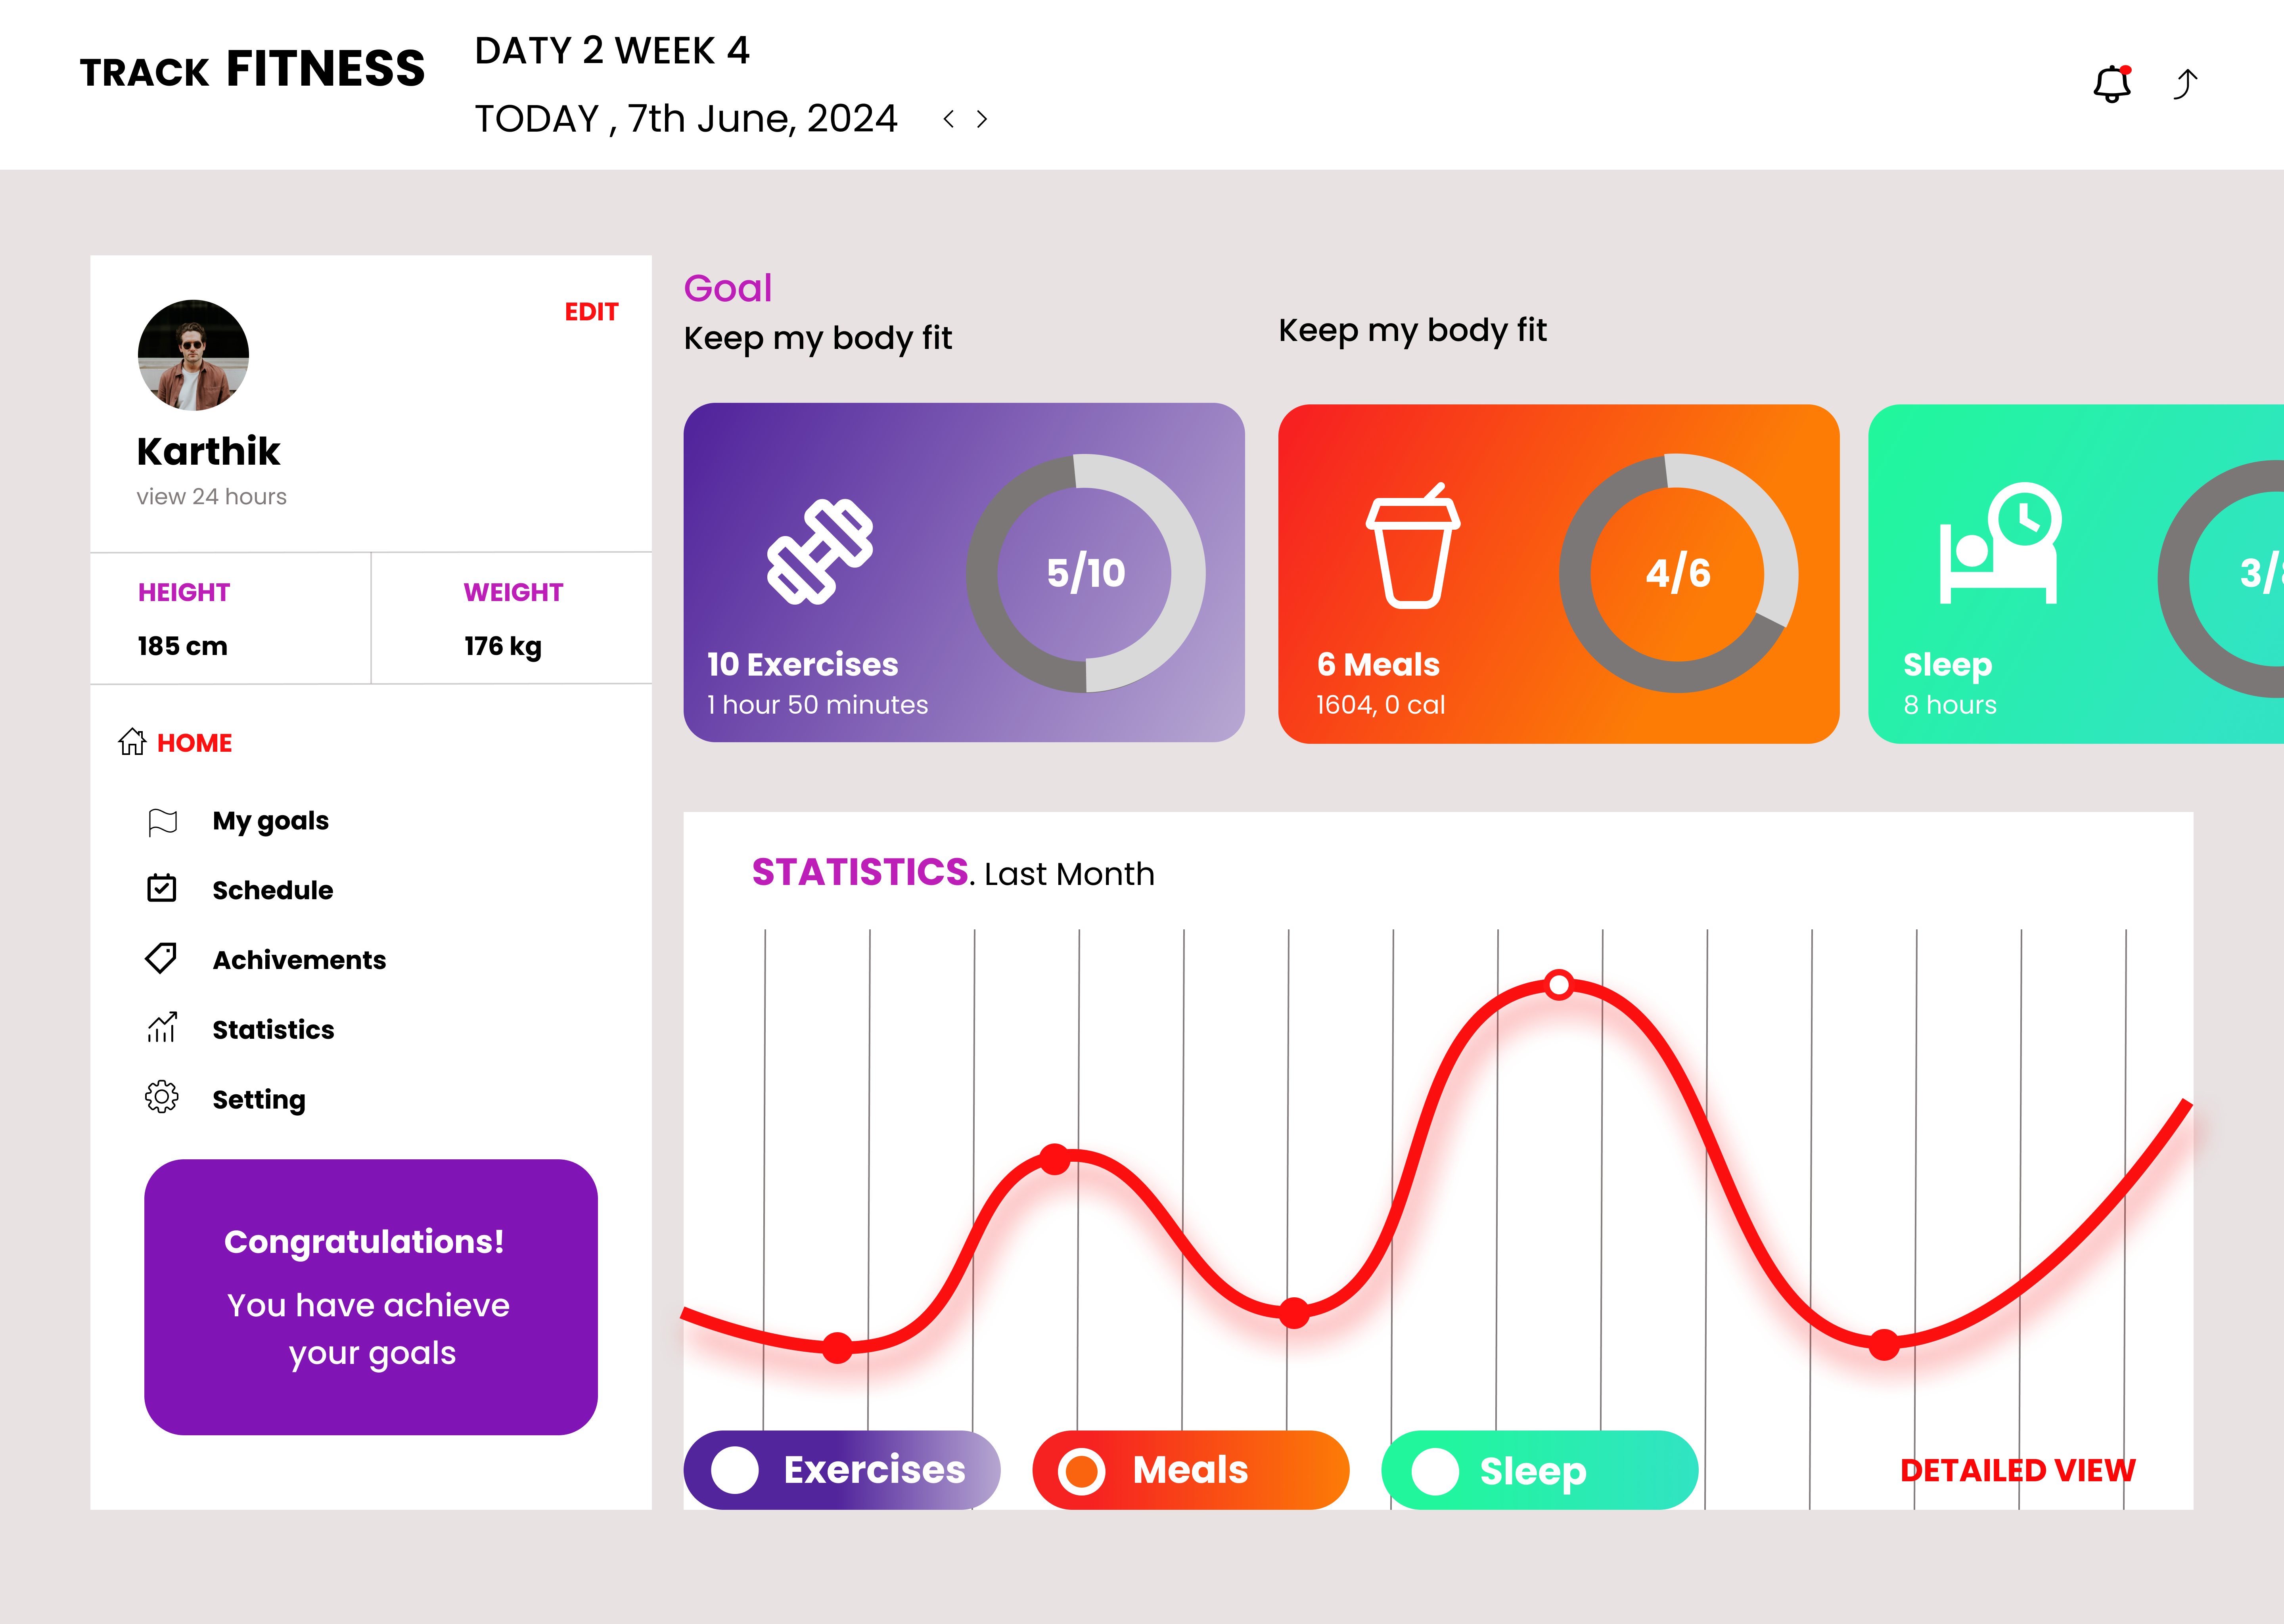 TRACK FITNESS
DATY 2 WEEK 4
TODAY , 7th June, 2024
EDIT
Karthik
view 24 hours
HEIGHT
185 cm
WEIGHT
176 kg
HOME
My goals
Schedule
Achivements
Statistics
Setting
Congratulations!
You have achieve
your goals
Goal
Keep my body fit
Keep my body fit
5/10
10 Exercises
1 hour 50 minutes
4/6
6 Meals
1604, 0 cal
Sleep
8 hours
STATISTICS. Last Month
Exercises
Meals
Sleep
DETAILED VIEW